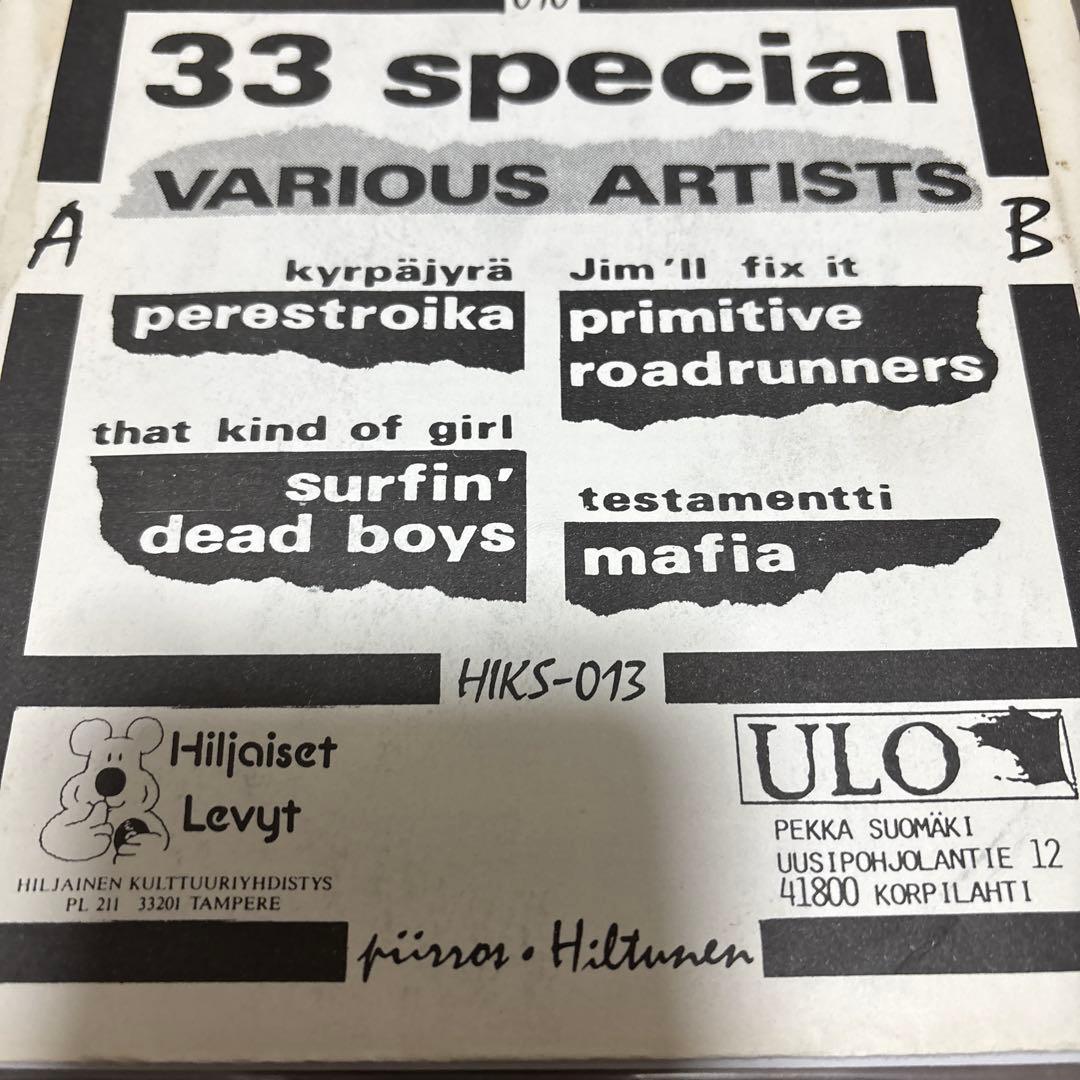 33 special
VARIOUS ARTISTS
A
B
kyrpäjyrä
perestroika
that kind of girl
surfin'
dead boys
Jim'll fix it
primitive
roadrunners
testamentti
mafia
HIKS-013
Hiljaiset
Levyt
HILJAINEN KULTTUURIYHDISTYS
PL 211 33201 TAMPERE
ULO
PEKKA SUOMÄKI
UUSIPOHJOLANTIE 12
41800 KORPILAHTI
piirros • Hiltunen